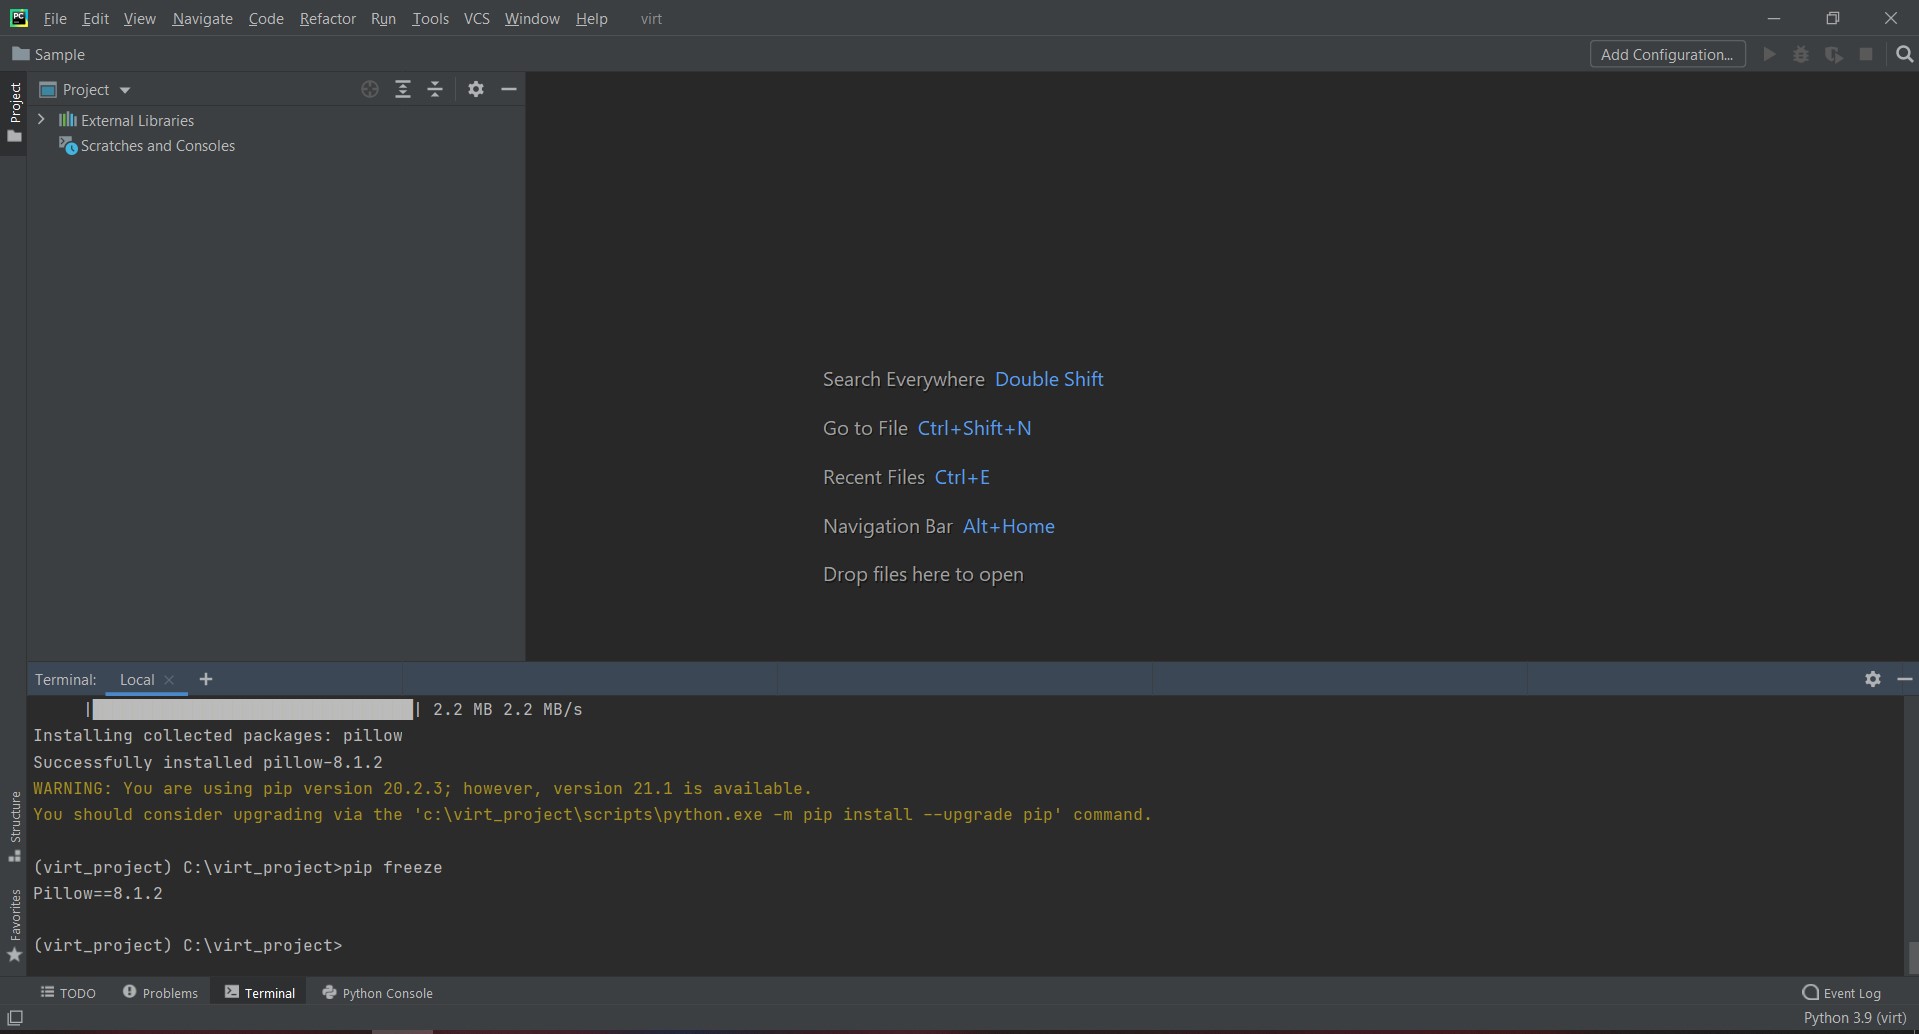 PC
File Edit View Navigate Code Refactor Run Tools VCS Window Help virt
Sample
Add Configuration...
Project
Project
External Libraries
Scratches and Consoles
Search Everywhere Double Shift
Go to File Ctrl+Shift+N
Recent Files Ctrl+E
Navigation Bar Alt+Home
Drop files here to open
Terminal: Local
| | 2.2 MB 2.2 MB/s
Installing collected packages: pillow
Successfully installed pillow-8.1.2
WARNING: You are using pip version 20.2.3; however, version 21.1 is available.
You should consider upgrading via the 'c:\virt_project\scripts\python.exe -m pip install --upgrade pip' command.
(virt_project) C:\virt_project>pip freeze
Pillow==8.1.2
(virt_project) C:\virt_project>
Structure
Favorites
TODO Problems Terminal Python Console
Event Log
Python 3.9 (virt)